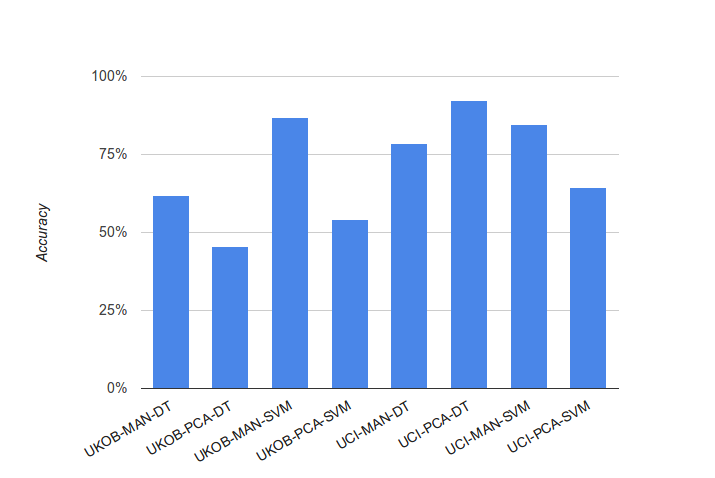 100%
75%
50%
25%
0%
Accuracy
UKOB-MAN-DT
UKOB-PCA-DT
UKOB-MAN-SVM
UKOB-PCA-SVM
UCI-MAN-DT
UCI-PCA-DT
UCI-MAN-SVM
UCI-PCA-SVM